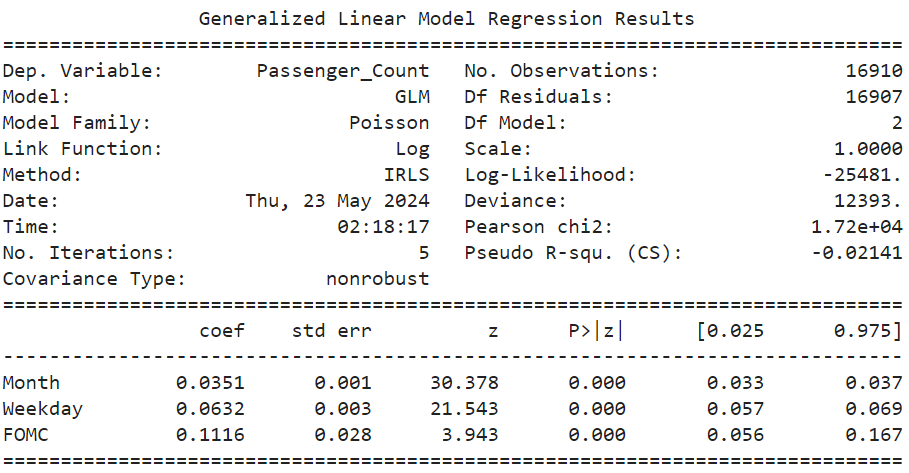 Generalized Linear Model Regression Results
==============================================================================
Dep. Variable:        Passenger_Count   No. Observations:                16910
Model:                            GLM   Df Residuals:                    16907
Model Family:                 Poisson   Df Model:                            2
Link Function:                    Log   Scale:                          1.0000
Method:                          IRLS   Log-Likelihood:                -25481.
Date:                Thu, 23 May 2024   Deviance:                       12393.
Time:                        02:18:17   Pearson chi2:                 1.72e+04
No. Iterations:                     5   Pseudo R-squ. (CS):           -0.02141
Covariance Type:            nonrobust
==============================================================================
                 coef    std err          z      P>|z|      [0.025      0.975]
------------------------------------------------------------------------------
Month          0.0351      0.001     30.378      0.000       0.033       0.037
Weekday        0.0632      0.003     21.543      0.000       0.057       0.069
FOMC           0.1116      0.028      3.943      0.000       0.056       0.167
==============================================================================